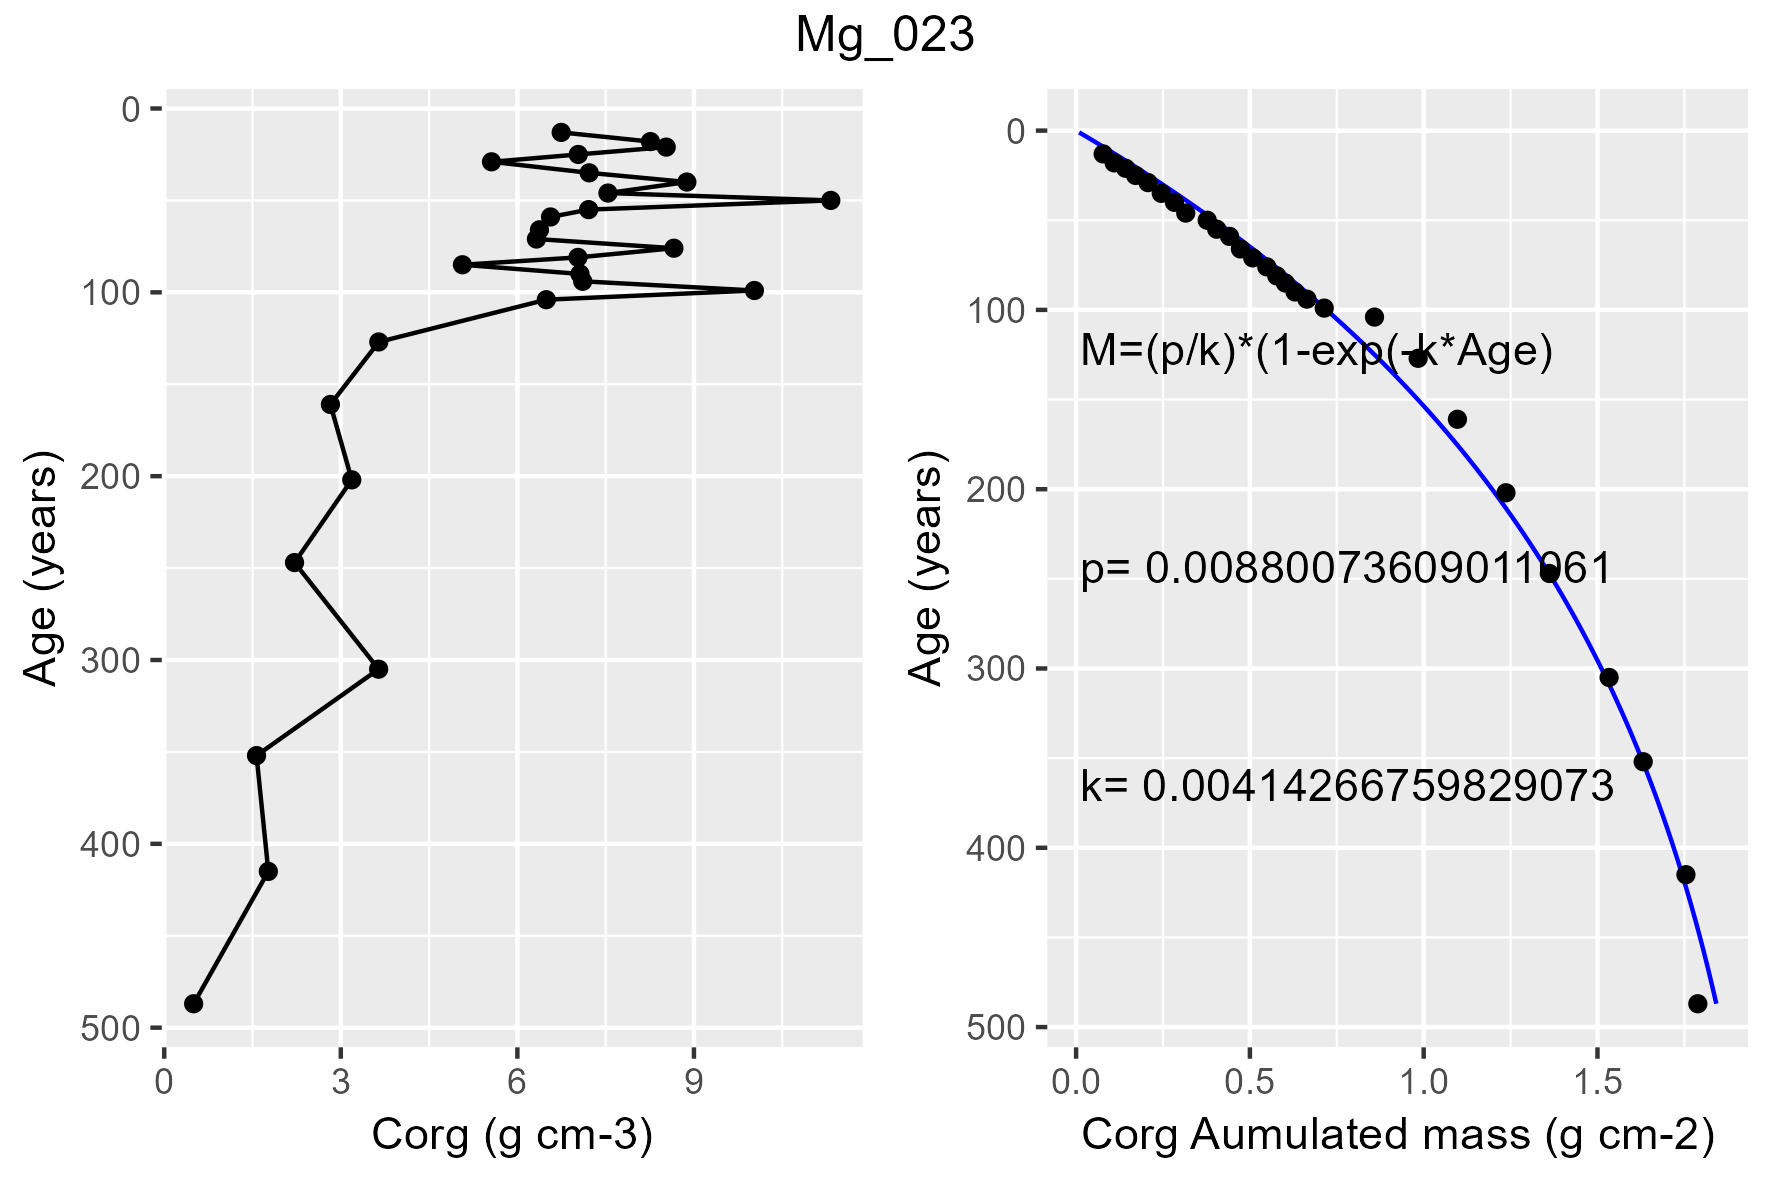 Mg_023
0
100
200
300
400
500
Age (years)
0 3 6 9
Corg (g cm-3)
0
100
200
300
400
500
Age (years)
M=(p/k)*(1-exp(-k*Age)
p= 0.00880073609011961
k= 0.00414266759829073
0.0 0.5 1.0 1.5
Corg Aumulated mass (g cm-2)